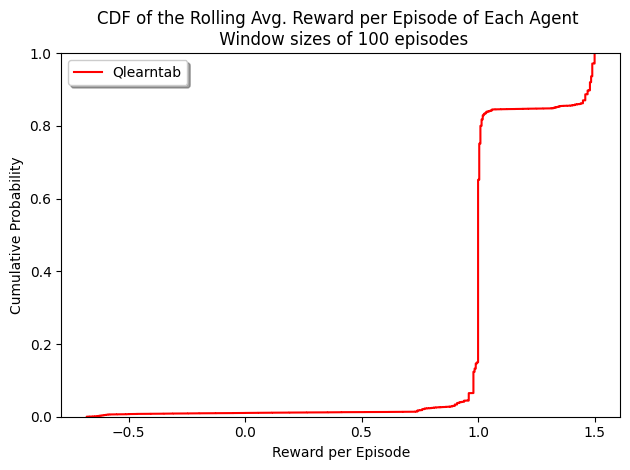 CDF of the Rolling Avg. Reward per Episode of Each Agent
Window sizes of 100 episodes
Qlearntab
1.0
0.8
0.6
0.4
0.2
0.0
Cumulative Probability
−0.5
0.0
0.5
1.0
1.5
Reward per Episode